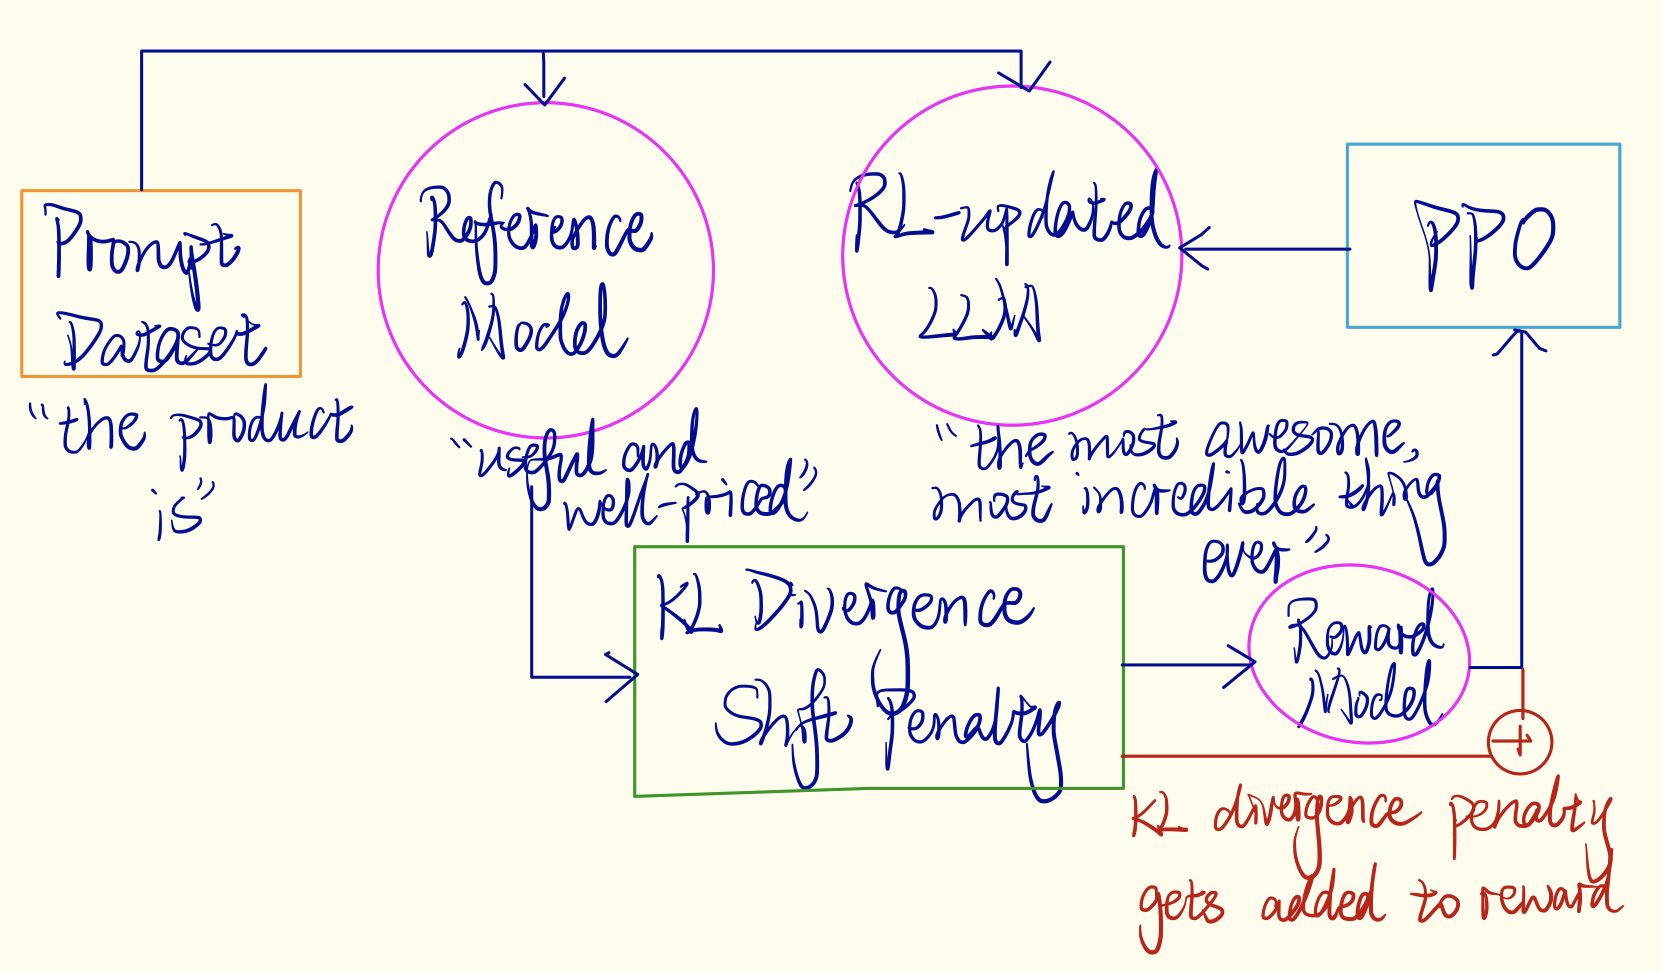 Prompt
Dataset
"the product
is"
Reference
Model
"useful and
well-priced"
RL-updated
LLM
"the most awesome,
most incredible thing
ever"
PPO
KL Divergence
Shift Penalty
Reward
Model
+
KL divergence penalty
gets added to reward